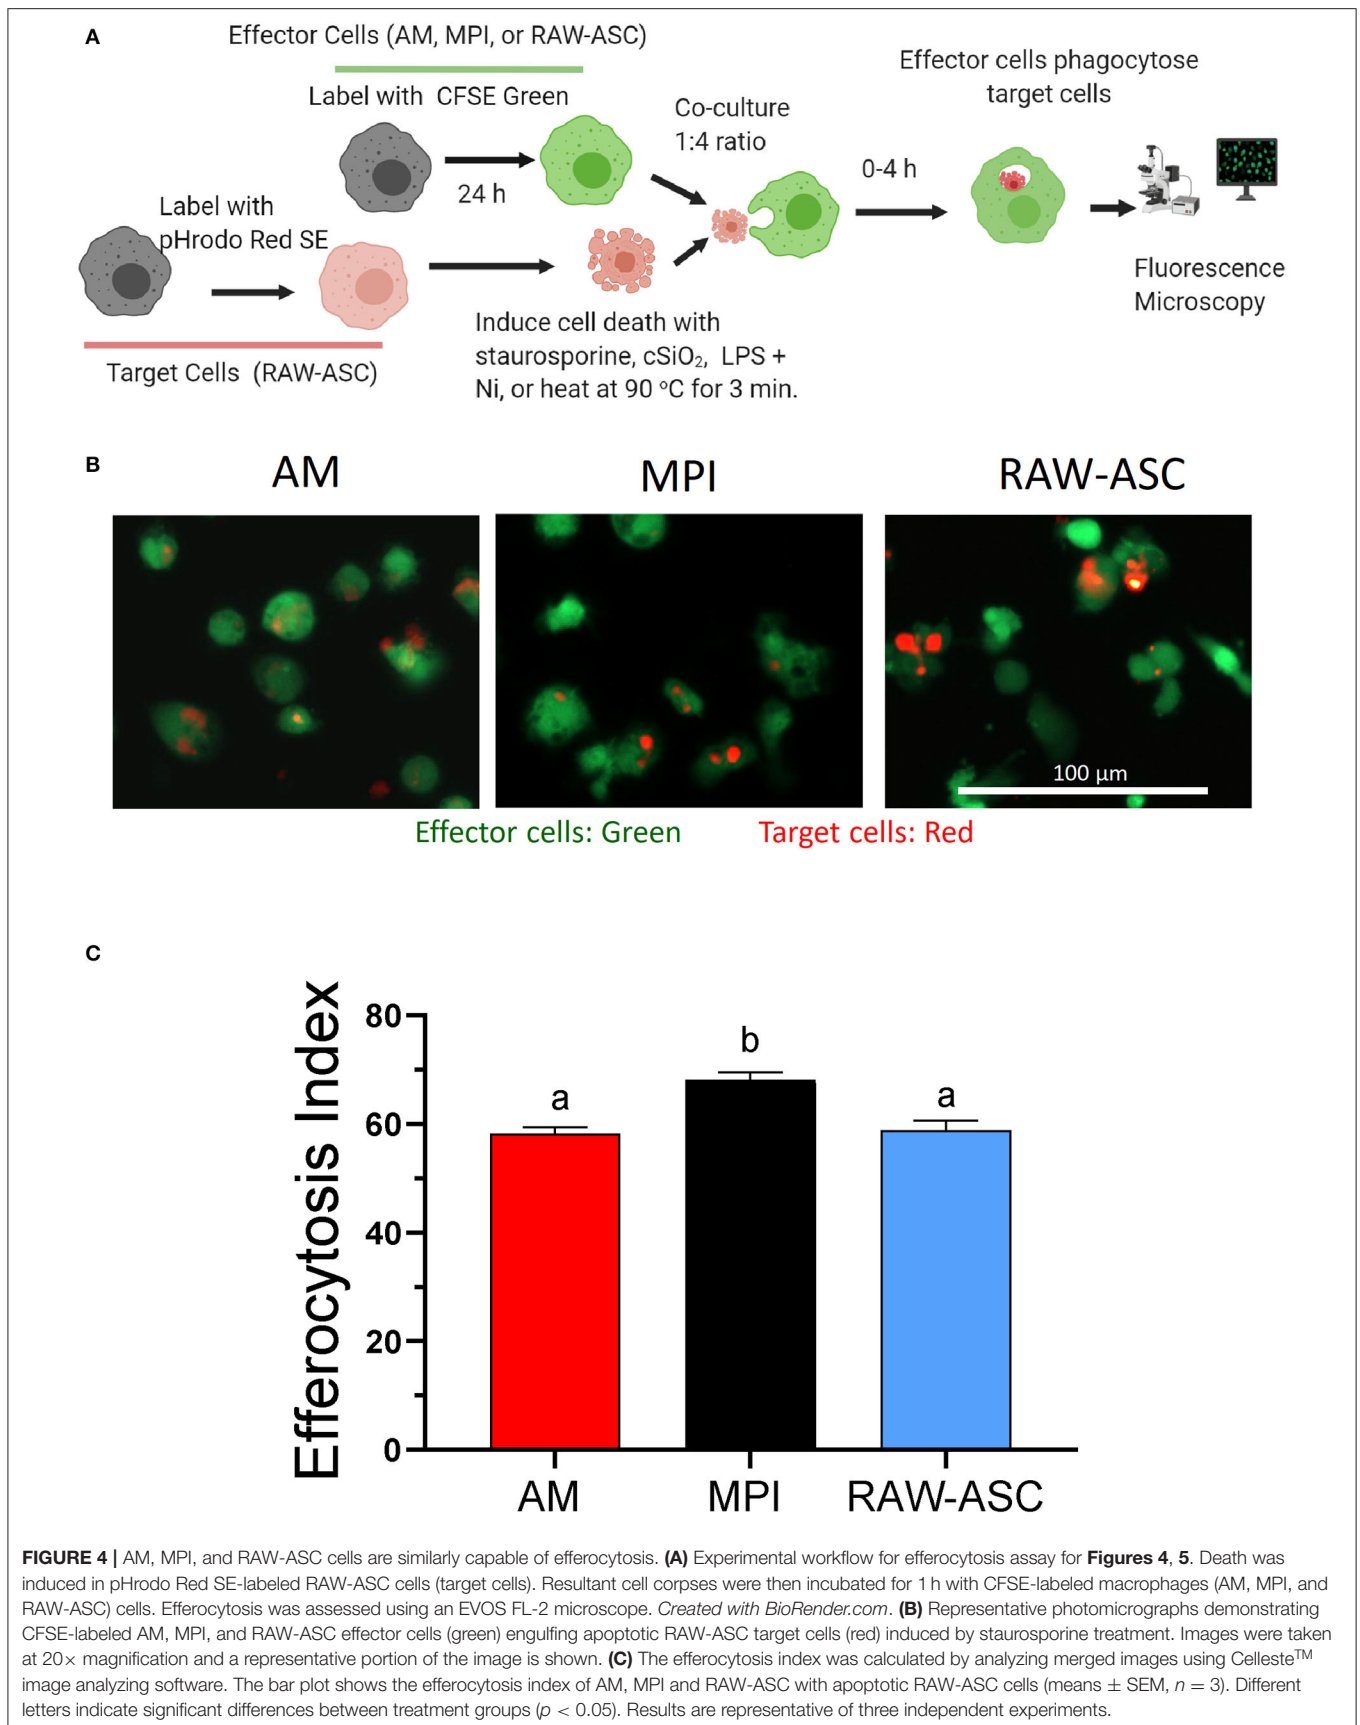 A
Effector Cells (AM, MPI, or RAW-ASC)
Label with CFSE Green
24 h
Label with
pHrodo Red SE
Target Cells (RAW-ASC)
Induce cell death with
staurosporine, cSiO₂, LPS +
Ni, or heat at 90 ºC for 3 min.
Co-culture
1:4 ratio
0-4 h
Effector cells phagocytose
target cells
Fluorescence
Microscopy
B
AM
MPI
RAW-ASC
100 µm
Effector cells: Green
Target cells: Red
C
Efferocytosis Index
80
60
40
20
0
a
b
a
AM
MPI
RAW-ASC
FIGURE 4 | AM, MPI, and RAW-ASC cells are similarly capable of efferocytosis. (A) Experimental workflow for efferocytosis assay for Figures 4, 5. Death was
induced in pHrodo Red SE-labeled RAW-ASC cells (target cells). Resultant cell corpses were then incubated for 1 h with CFSE-labeled macrophages (AM, MPI, and
RAW-ASC) cells. Efferocytosis was assessed using an EVOS FL-2 microscope. Created with BioRender.com. (B) Representative photomicrographs demonstrating
CFSE-labeled AM, MPI, and RAW-ASC effector cells (green) engulfing apoptotic RAW-ASC target cells (red) induced by staurosporine treatment. Images were taken
at 20× magnification and a representative portion of the image is shown. (C) The efferocytosis index was calculated by analyzing merged images using Celleste™
image analyzing software. The bar plot shows the efferocytosis index of AM, MPI and RAW-ASC with apoptotic RAW-ASC cells (means ± SEM, n = 3). Different
letters indicate significant differences between treatment groups (p < 0.05). Results are representative of three independent experiments.